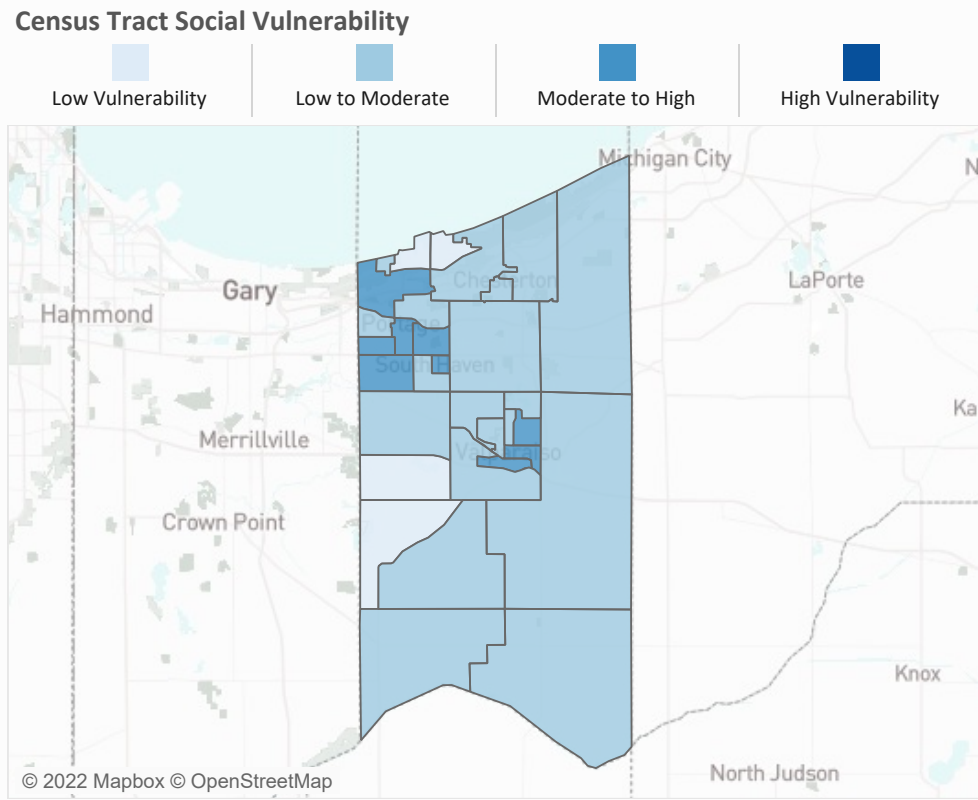 Census Tract Social Vulnerability
Low Vulnerability
Low to Moderate
Moderate to High
High Vulnerability
Michigan City
N
LaPorte
Chesterton
Gary
Hammond
Portage
South Haven
Ka
Merrillville
Valparaiso
Crown Point
Knox
North Judson
© 2022 Mapbox © OpenStreetMap